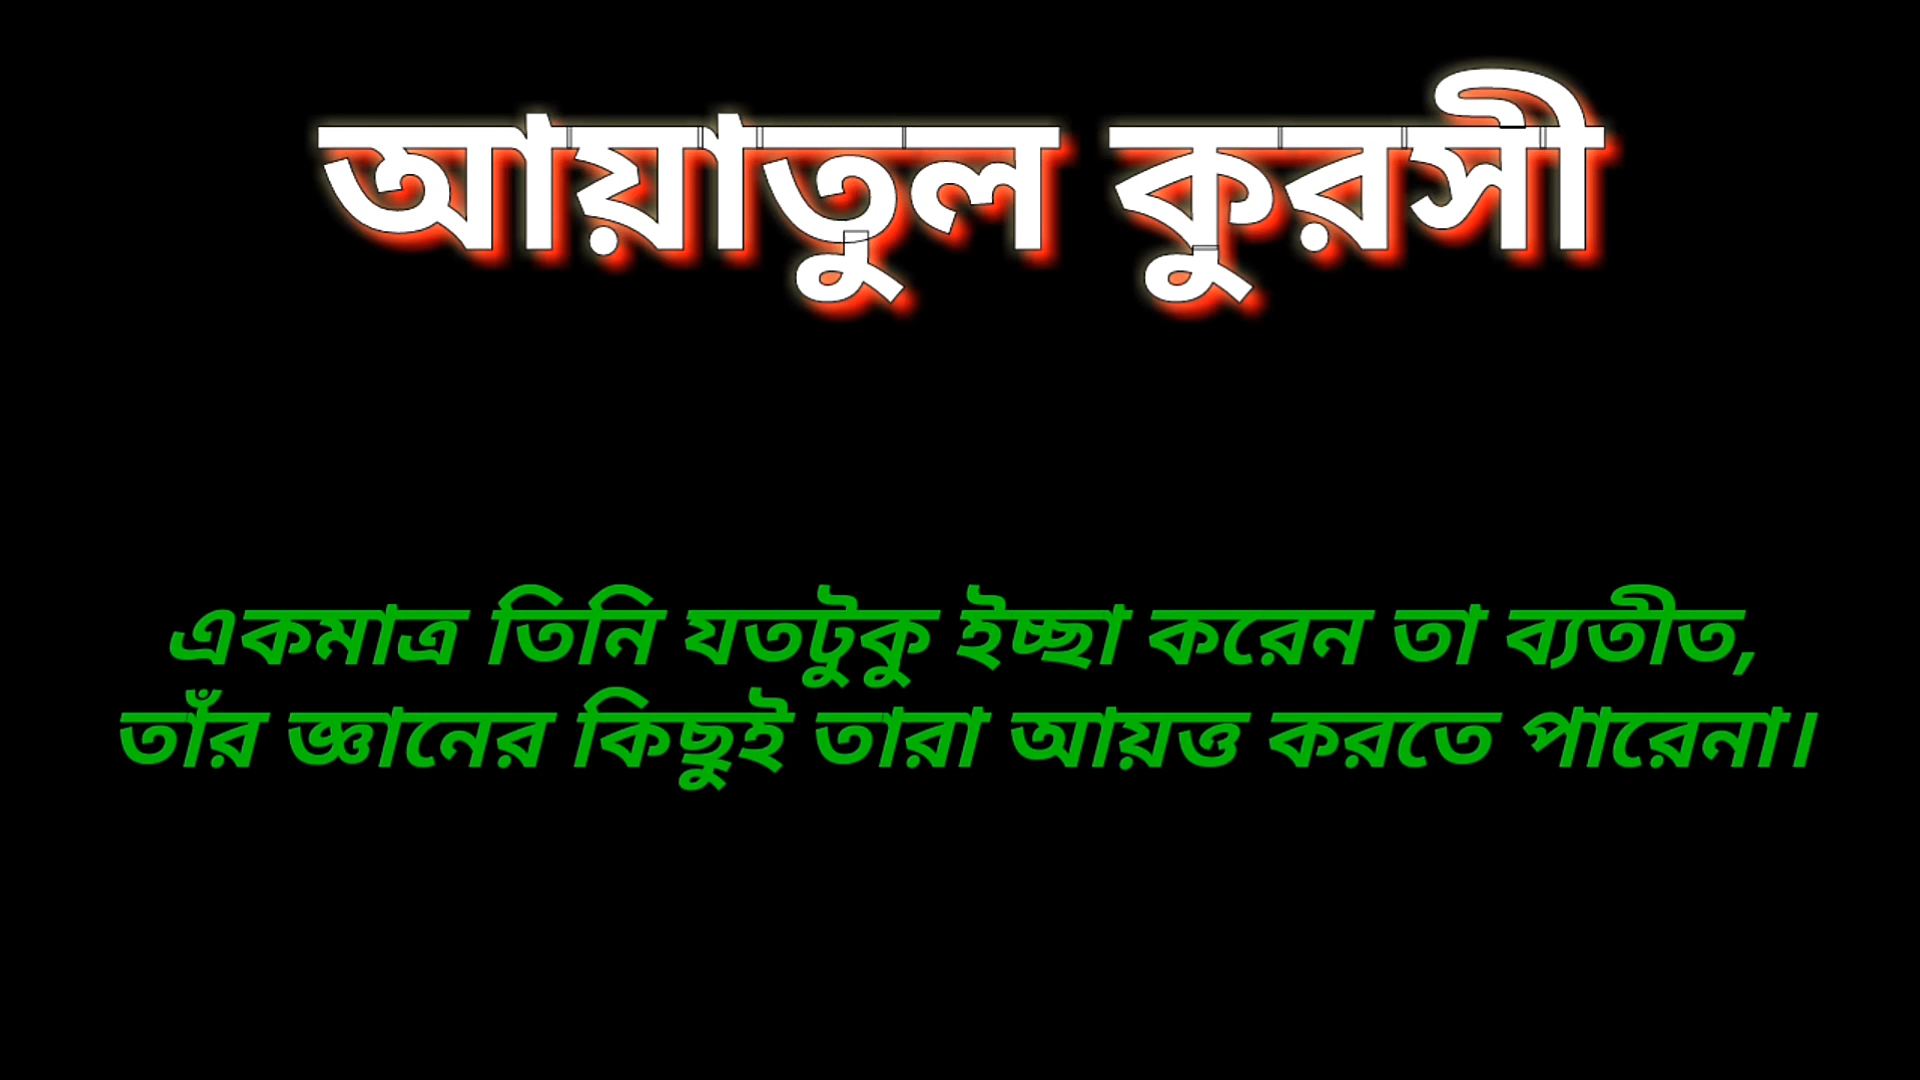 আয়াতুল কুরসী
একমাত্র তিনি যতটুকু ইচ্ছা করেন তা ব্যতীত,
তাঁর জ্ঞানের কিছুই তারা আয়ত্ত করতে পারেনা।